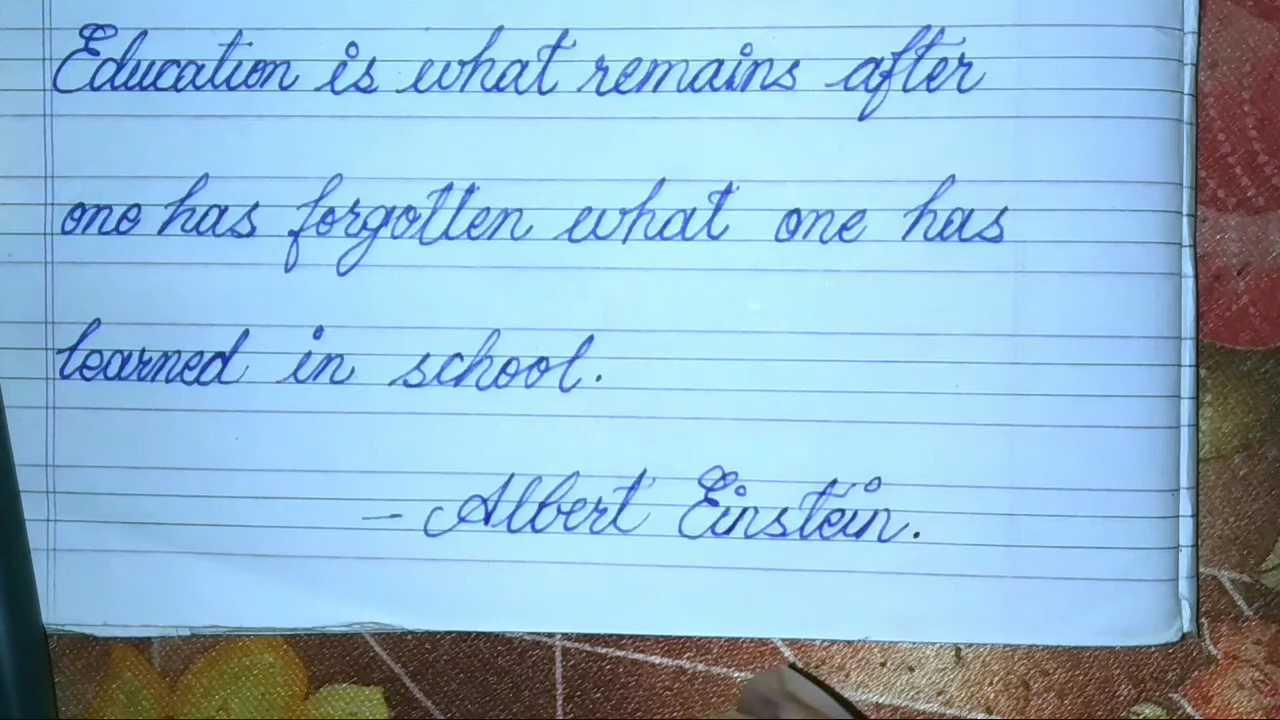 Education is what remains after
one has forgotten what one has
learned in school.
- Albert Einstein.